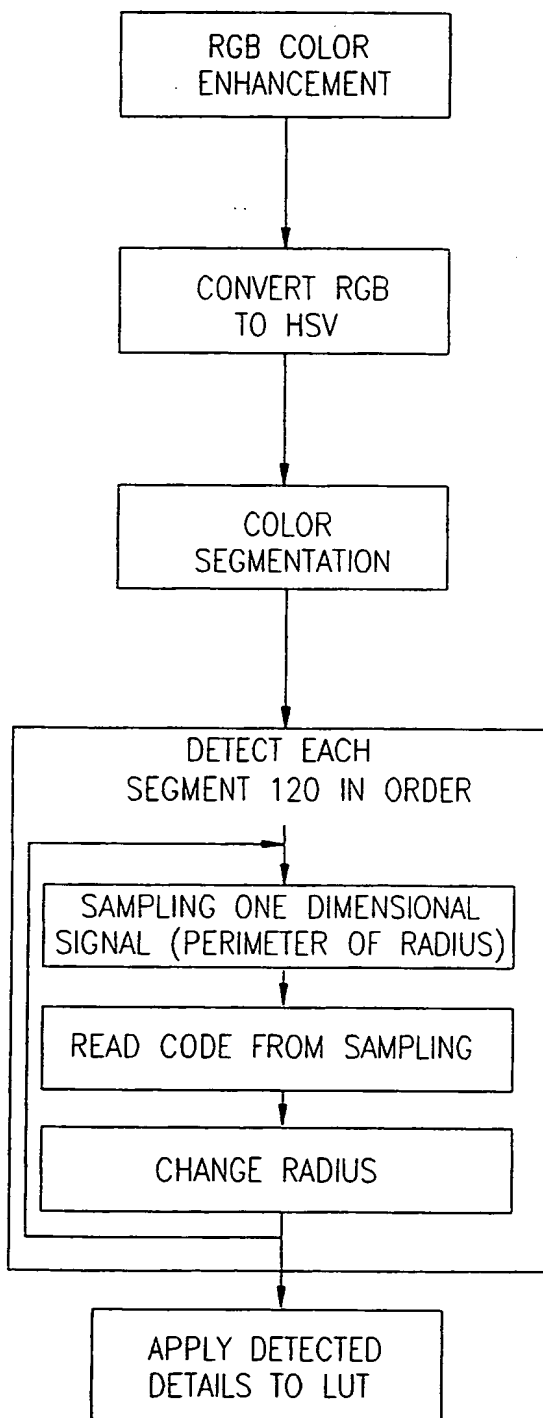 RGB COLOR
ENHANCEMENT
CONVERT RGB
TO HSV
COLOR
SEGMENTATION
DETECT EACH
SEGMENT 120 IN ORDER
SAMPLING ONE DIMENSIONAL
SIGNAL (PERIMETER OF RADIUS)
READ CODE FROM SAMPLING
CHANGE RADIUS
APPLY DETECTED
DETAILS TO LUT